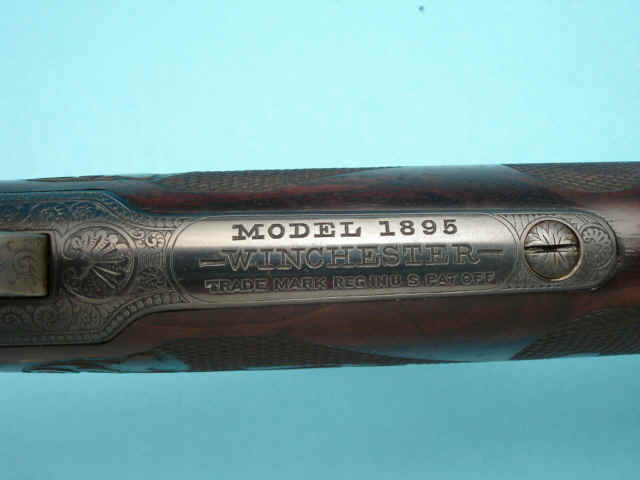 MODEL 1895
-WINCHESTER-
TRADE MARK REG IN U S PAT OFF